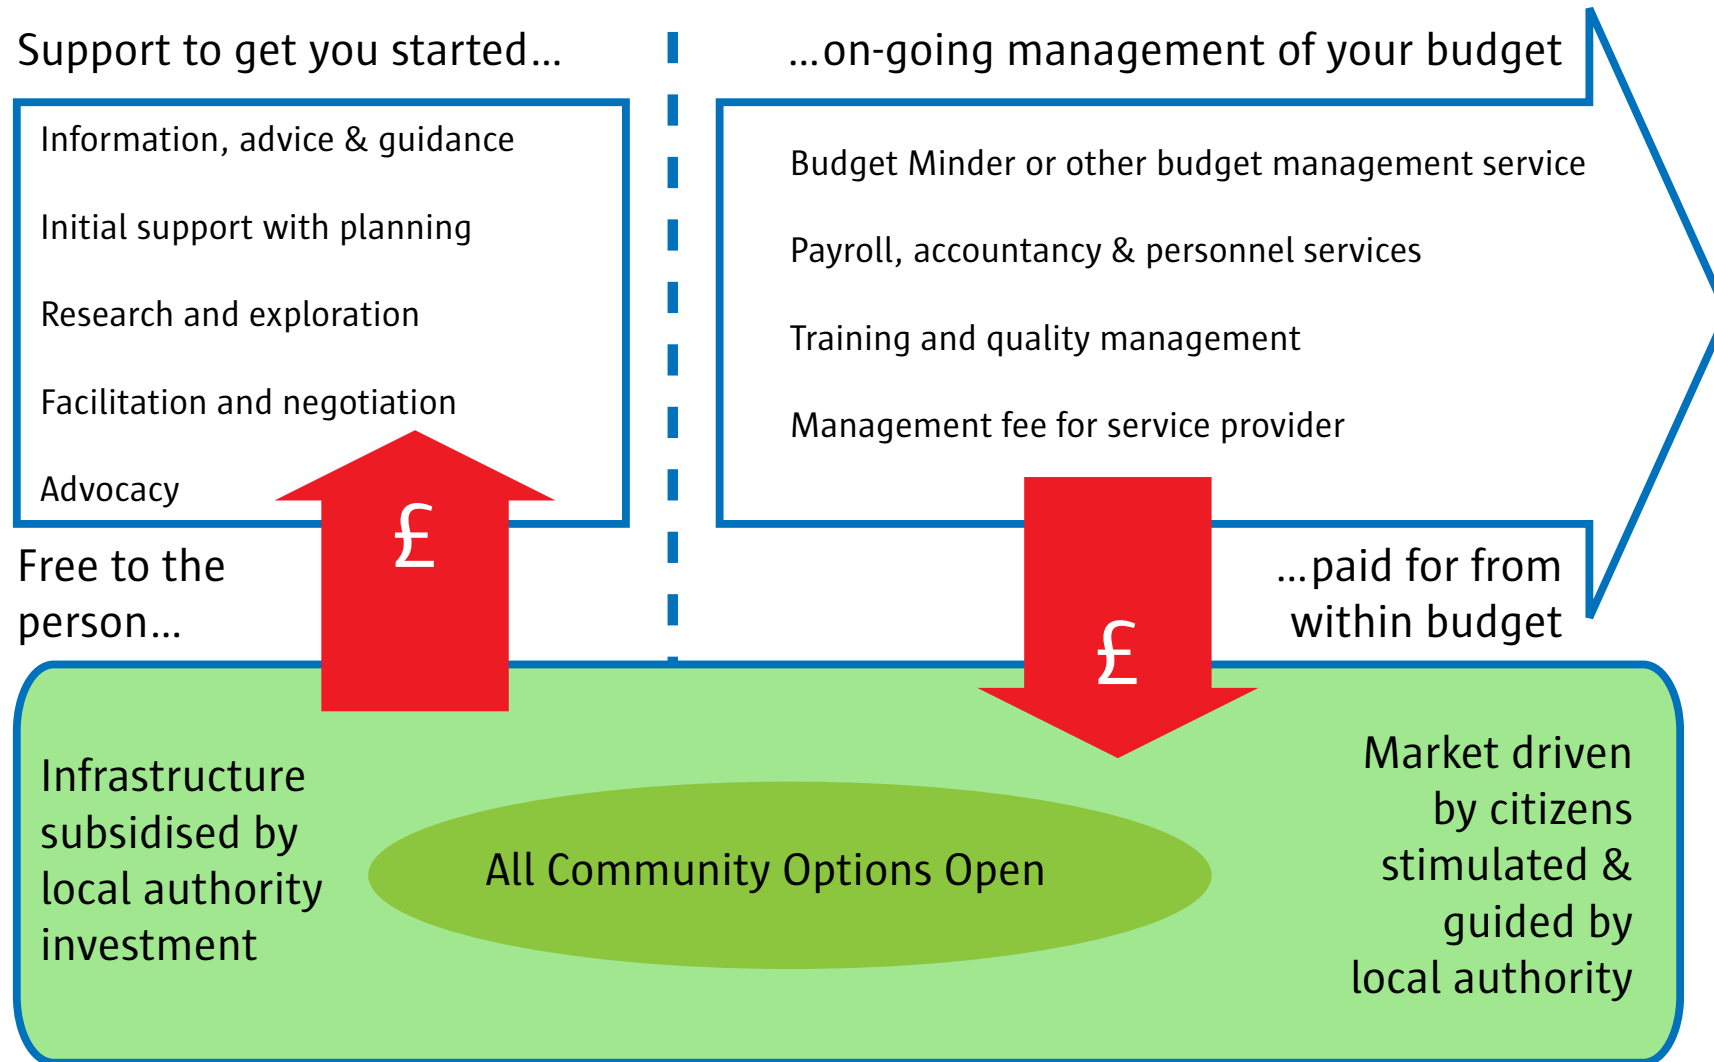 Support to get you started...
Information, advice & guidance
Initial support with planning
Research and exploration
Facilitation and negotiation
Advocacy
£
Free to the
person...
...on-going management of your budget
Budget Minder or other budget management service
Payroll, accountancy & personnel services
Training and quality management
Management fee for service provider
£
...paid for from
within budget
Infrastructure
subsidised by
local authority
investment
All Community Options Open
Market driven
by citizens
stimulated &
guided by
local authority